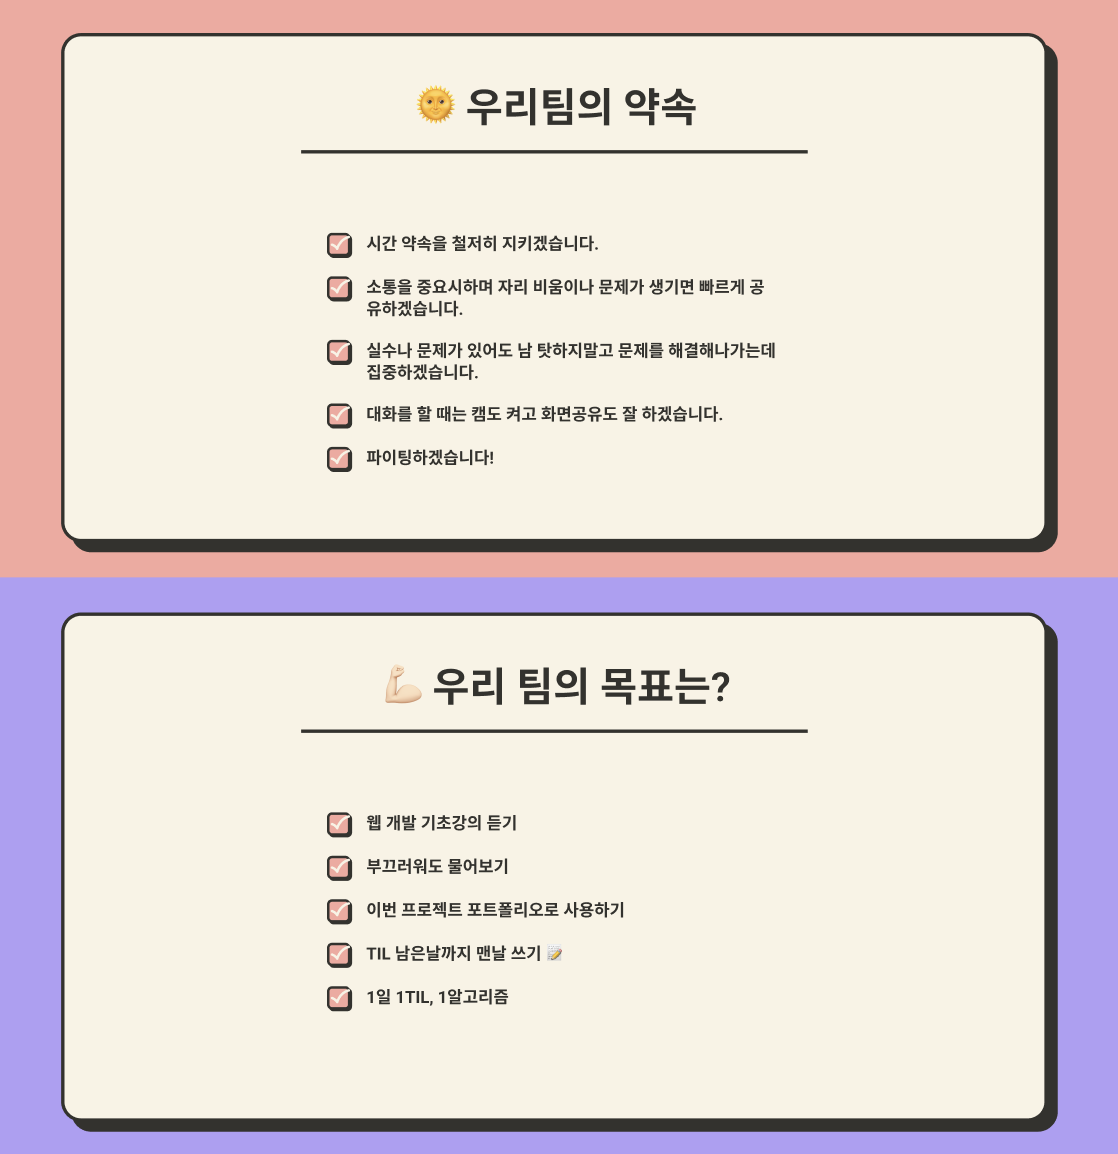 🌞 우리팀의 약속
시간 약속을 철저히 지키겠습니다.
소통을 중요시하며 자리 비움이나 문제가 생기면 빠르게 공
유하겠습니다.
실수나 문제가 있어도 남 탓하지말고 문제를 해결해나가는데
집중하겠습니다.
대화를 할 때는 캠도 켜고 화면공유도 잘 하겠습니다.
파이팅하겠습니다!
💪🏻 우리 팀의 목표는?
웹 개발 기초강의 듣기
부끄러워도 물어보기
이번 프로젝트 포트폴리오로 사용하기
TIL 남은날까지 맨날 쓰기 📝
1일 1TIL, 1알고리즘